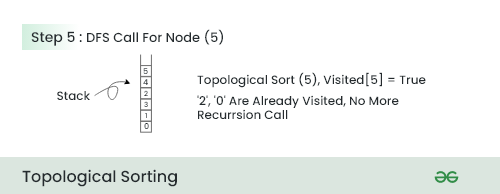 Step 5 : DFS Call For Node (5)
5
4
2
3
1
0
Stack
Topological Sort (5), Visited[5] = True
'2', '0' Are Already Visited, No More
Recurrsion Call
Topological Sorting